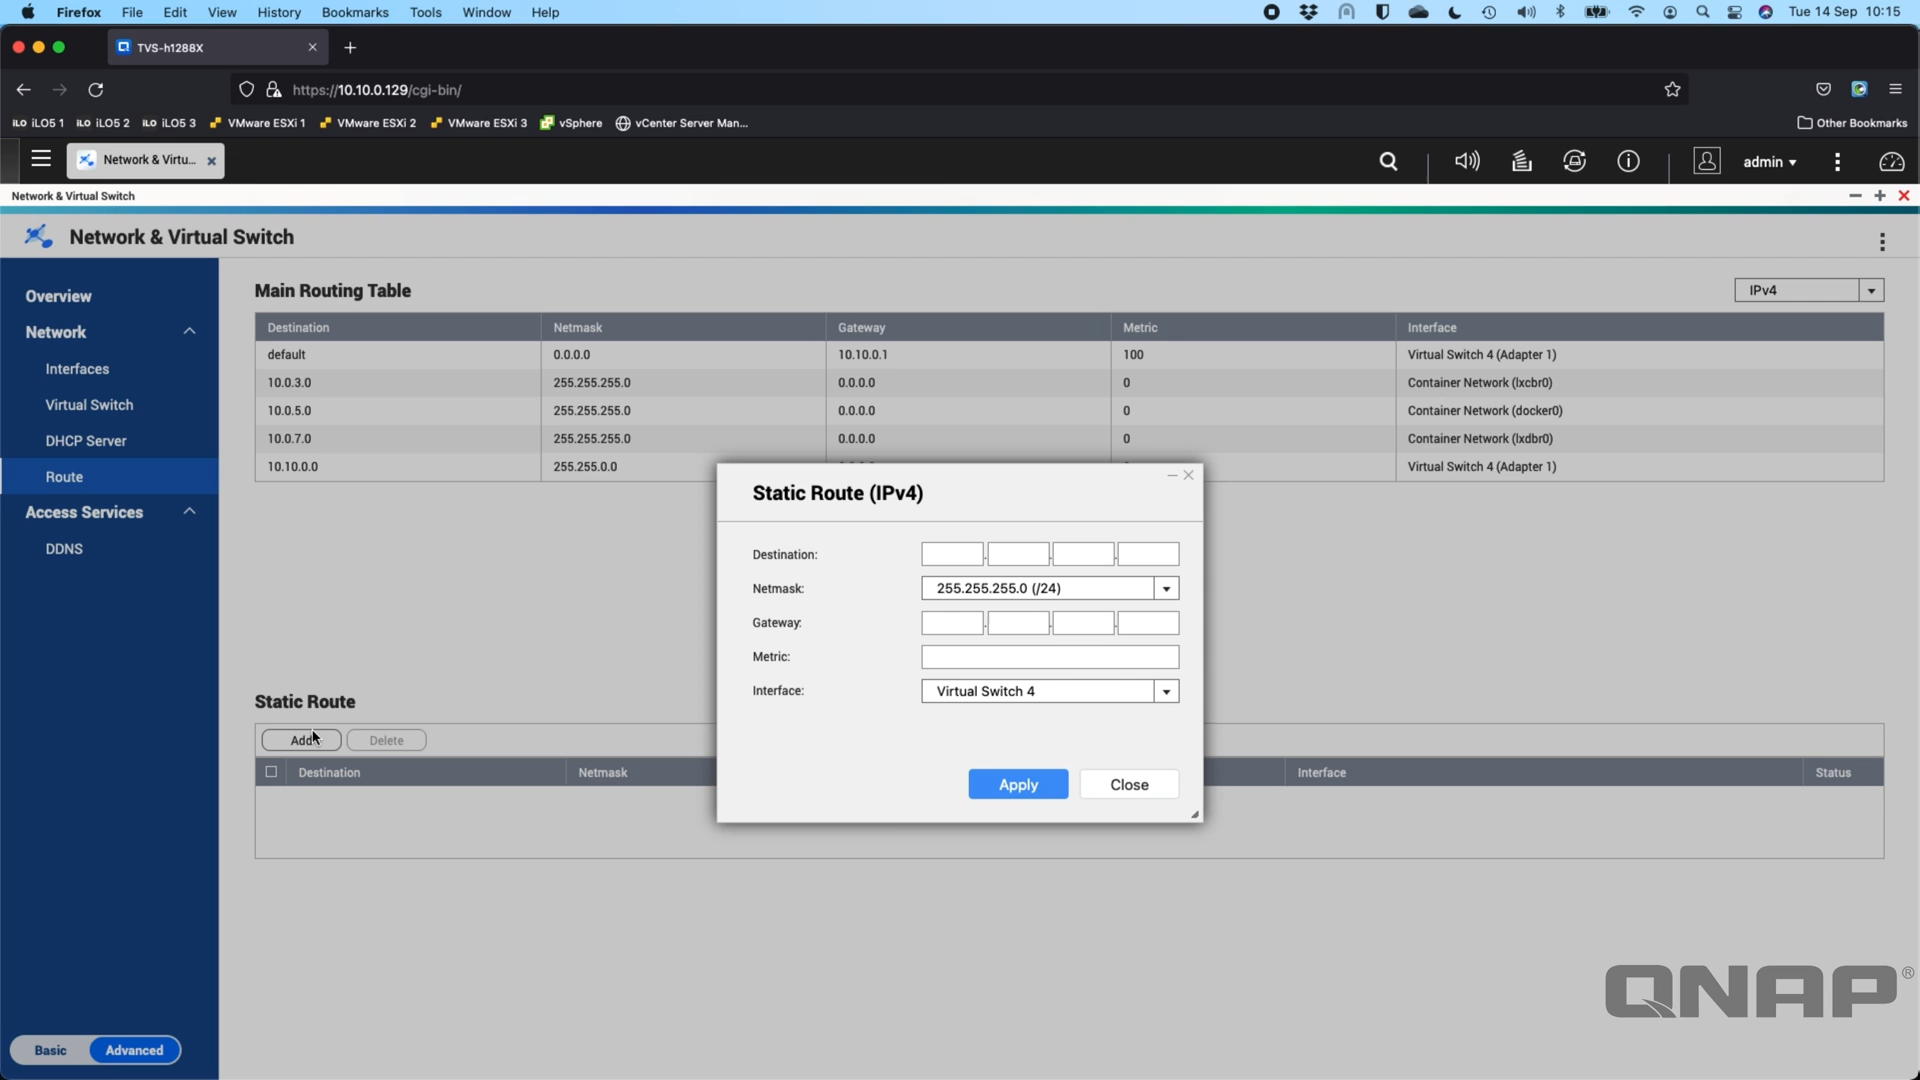 Firefox File Edit View History Bookmarks Tools Window Help Tue 14 Sep 10:15
TVS-h1288X
https://10.10.0.129/cgi-bin/
iLO iLO5 1 iLO iLO5 2 iLO iLO5 3 VMware ESXi 1 VMware ESXi 2 VMware ESXi 3 vSphere vCenter Server Man... Other Bookmarks
Network & Virtu... admin
Network & Virtual Switch
Network & Virtual Switch
Overview
Network
Interfaces
Virtual Switch
DHCP Server
Route
Access Services
DDNS
Basic Advanced
Main Routing Table IPv4
Destination Netmask Gateway Metric Interface
default 0.0.0.0 10.10.0.1 100 Virtual Switch 4 (Adapter 1)
10.0.3.0 255.255.255.0 0.0.0.0 0 Container Network (lxcbr0)
10.0.5.0 255.255.255.0 0.0.0.0 0 Container Network (docker0)
10.0.7.0 255.255.255.0 0.0.0.0 0 Container Network (lxdbr0)
10.10.0.0 255.255.0.0 Virtual Switch 4 (Adapter 1)
Static Route (IPv4)
Destination:
Netmask: 255.255.255.0 (/24)
Gateway:
Metric:
Interface: Virtual Switch 4
Apply Close
Static Route
Add Delete
Destination Netmask Interface Status
QNAP®